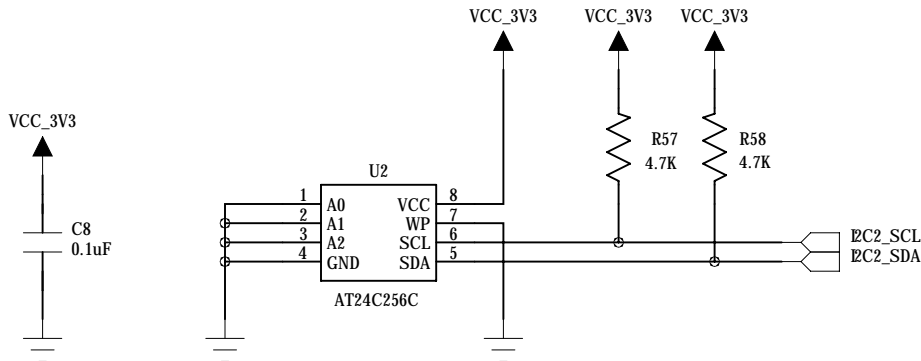 VCC_3V3 VCC_3V3 VCC_3V3
VCC_3V3
R57 R58
4.7K 4.7K
U2
1 A0 VCC 8
2 A1 WP 7
3 A2 SCL 6
4 GND SDA 5
C8
0.1uF
I2C2_SCL
I2C2_SDA
AT24C256C